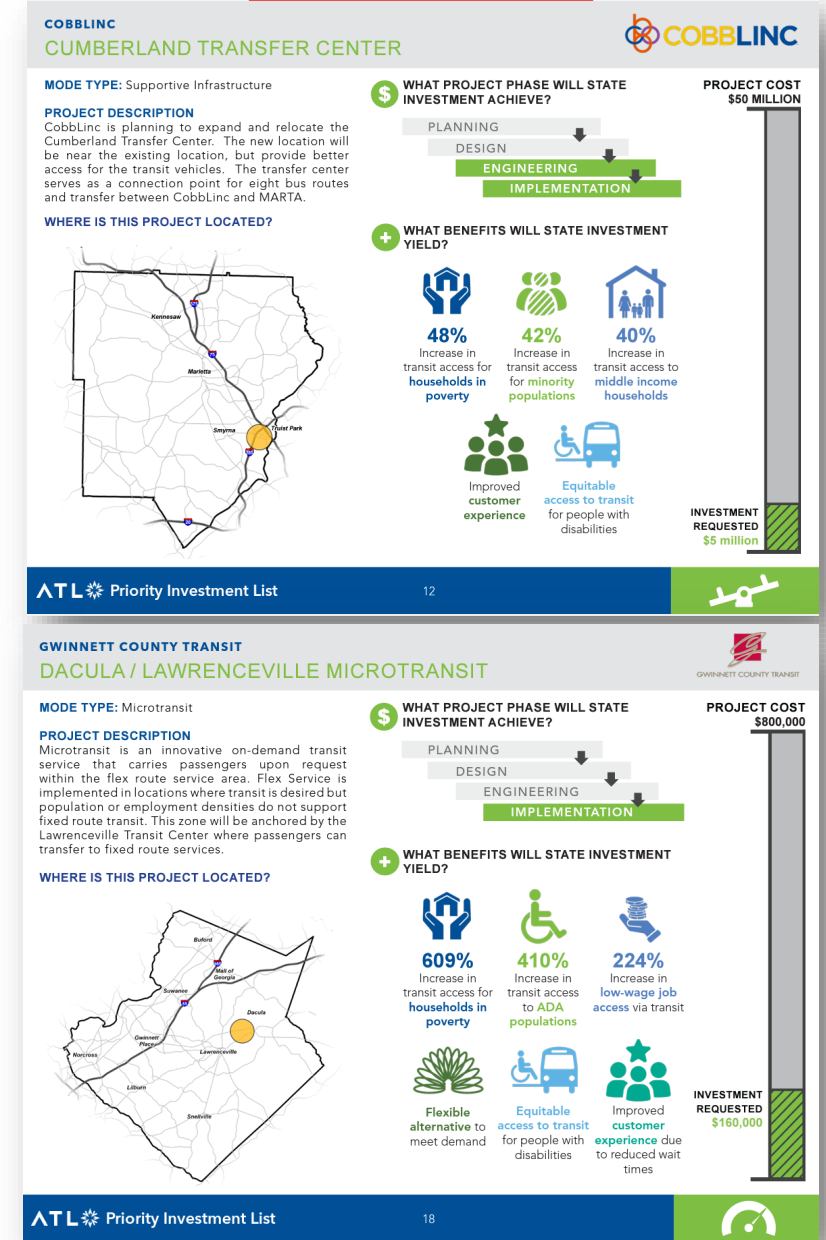 COBBLINC
CUMBERLAND TRANSFER CENTER
COBBLINC
MODE TYPE: Supportive Infrastructure
PROJECT DESCRIPTION
CobbLinc is planning to expand and relocate the
Cumberland Transfer Center. The new location will
be near the existing location, but provide better
access for the transit vehicles. The transfer center
serves as a connection point for eight bus routes
and transfer between CobbLinc and MARTA.
WHERE IS THIS PROJECT LOCATED?
Kennesaw
Marietta
Smyrna
Truist Park
$
WHAT PROJECT PHASE WILL STATE
INVESTMENT ACHIEVE?
PLANNING
DESIGN
ENGINEERING
IMPLEMENTATION
+
WHAT BENEFITS WILL STATE INVESTMENT
YIELD?
48%
Increase in
transit access for
households in
poverty
42%
Increase in
transit access
for minority
populations
40%
Increase in
transit access to
middle income
households
Improved
customer
experience
Equitable
access to transit
for people with
disabilities
PROJECT COST
$50 MILLION
INVESTMENT
REQUESTED
$5 million
ATL Priority Investment List
12
GWINNETT COUNTY TRANSIT
DACULA / LAWRENCEVILLE MICROTRANSIT
GWINNETT COUNTY TRANSIT
MODE TYPE: Microtransit
PROJECT DESCRIPTION
Microtransit is an innovative on-demand transit
service that carries passengers upon request
within the flex route service area. Flex Service is
implemented in locations where transit is desired but
population or employment densities do not support
fixed route transit. This zone will be anchored by the
Lawrenceville Transit Center where passengers can
transfer to fixed route services.
WHERE IS THIS PROJECT LOCATED?
Buford
Mall of
Georgia
Suwanee
Dacula
Gwinnett
Place
Lawrenceville
Norcross
Lilburn
Snellville
$
WHAT PROJECT PHASE WILL STATE
INVESTMENT ACHIEVE?
PLANNING
DESIGN
ENGINEERING
IMPLEMENTATION
+
WHAT BENEFITS WILL STATE INVESTMENT
YIELD?
609%
Increase in
transit access for
households in
poverty
410%
Increase in
transit access
to ADA
populations
224%
Increase in
low-wage job
access via transit
Flexible
alternative to
meet demand
Equitable
access to transit
for people with
disabilities
Improved
customer
experience due
to reduced wait
times
PROJECT COST
$800,000
INVESTMENT
REQUESTED
$160,000
ATL Priority Investment List
18